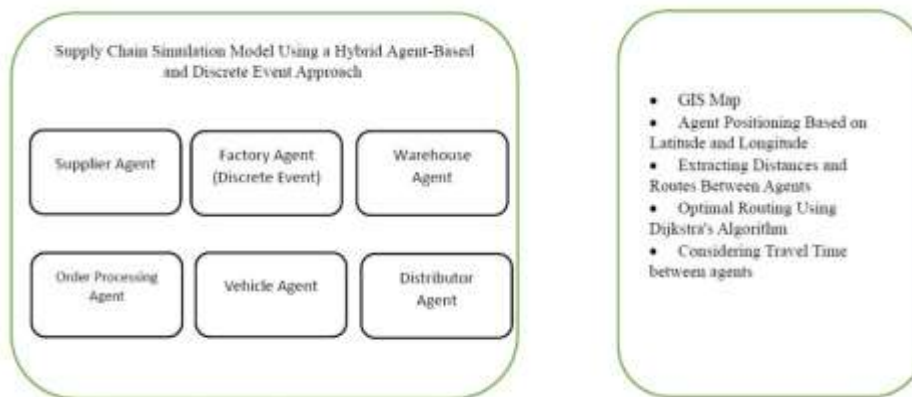 Supply Chain Simulation Model Using a Hybrid Agent-Based
and Discrete Event Approach
Supplier Agent
Factory Agent
(Discrete Event)
Warehouse
Agent
Order Processing
Agent
Vehicle Agent
Distributor
Agent
• GIS Map
• Agent Positioning Based on
Latitude and Longitude
• Extracting Distances and
Routes Between Agents
• Optimal Routing Using
Dijkstra's Algorithm
• Considering Travel Time
between agents